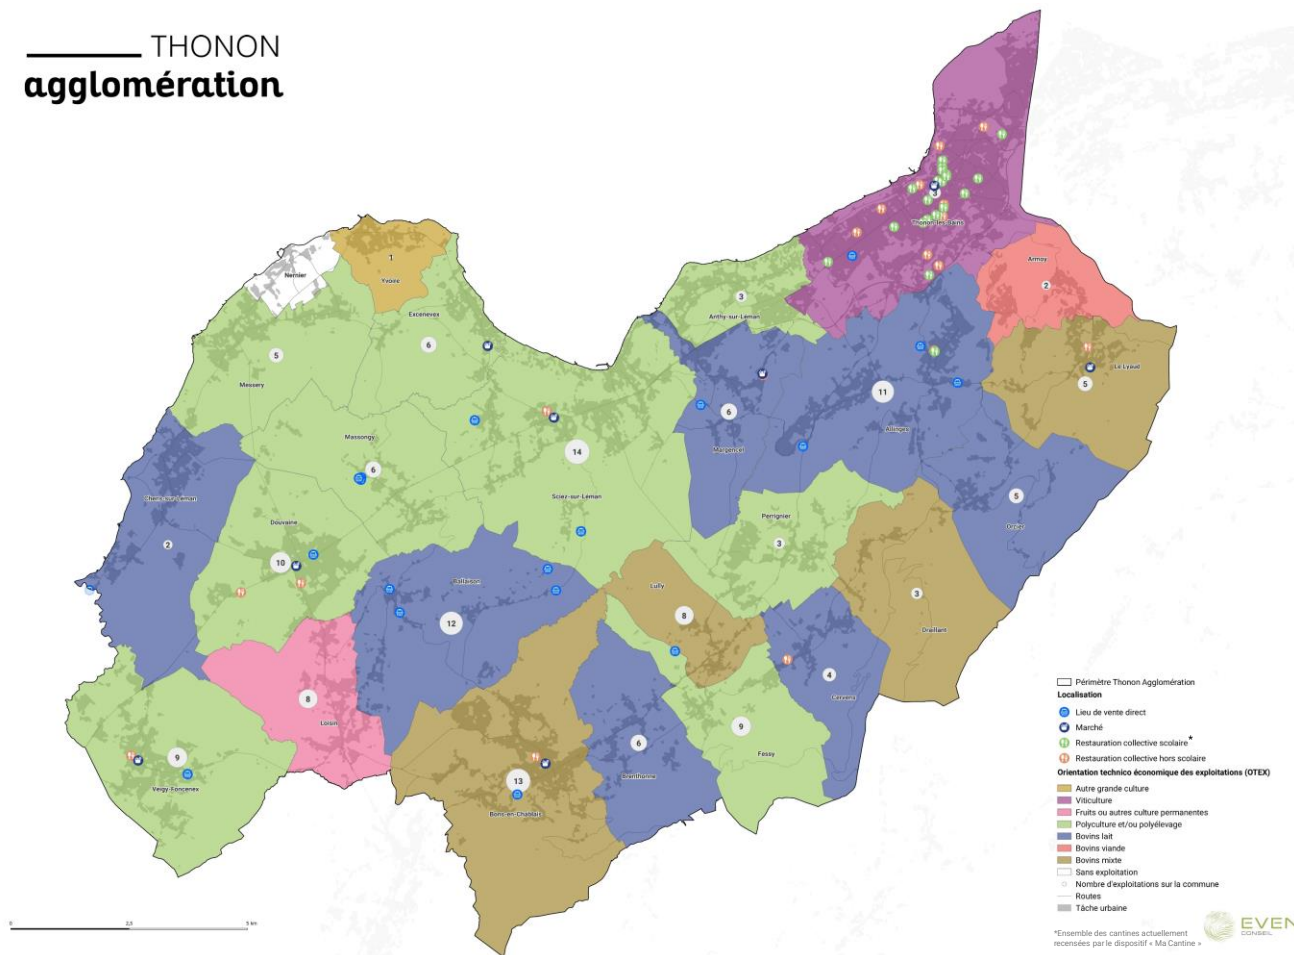 THONON
agglomération
Nernier
1
Yvoire
Excenevex
6
5
Messery
3
Anthy-sur-Léman
3
Thonon-les-Bains
Armoy
2
Le Lyaud
5
11
Allinges
6
Margencel
Massongy
6
14
Sciez-sur-Léman
Chens-sur-Léman
2
Douvaine
10
5
Orcier
Perrignier
3
Ballaison
12
Lully
8
3
Draillant
4
Cervens
8
Loisin
9
Fessy
6
Brenthonne
9
Veigy-Foncenex
13
Bons-en-Chablais
Périmètre Thonon Agglomération
Localisation
Lieu de vente direct
Marché
Restauration collective scolaire*
Restauration collective hors scolaire
Orientation technico économique des exploitations (OTEX)
Autre grande culture
Viticulture
Fruits ou autres culture permanentes
Polyculture et/ou polyélevage
Bovins lait
Bovins viande
Bovins mixte
Sans exploitation
Nombre d'exploitations sur la commune
Routes
Tâche urbaine
0 2,5 5 km
*Ensemble des cantines actuellement
recensées par le dispositif « Ma Cantine »
EVEN
CONSEIL